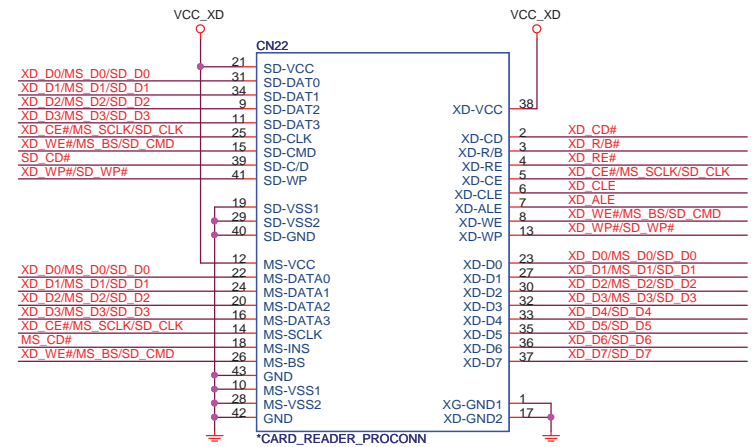 VCC_XD VCC_XD
CN22
21 SD-VCC
XD_D0/MS_D0/SD_D0 31 SD-DAT0
XD_D1/MS_D1/SD_D1 34 SD-DAT1
XD_D2/MS_D2/SD_D2 9 SD-DAT2
XD_D3/MS_D3/SD_D3 11 SD-DAT3
XD_CE#/MS_SCLK/SD_CLK 25 SD-CLK
XD_WE#/MS_BS/SD_CMD 15 SD-CMD
SD_CD# 39 SD-C/D
XD_WP#/SD_WP# 41 SD-WP
19 SD-VSS1
29 SD-VSS2
40 SD-GND
12 MS-VCC
XD_D0/MS_D0/SD_D0 22 MS-DATA0
XD_D1/MS_D1/SD_D1 24 MS-DATA1
XD_D2/MS_D2/SD_D2 20 MS-DATA2
XD_D3/MS_D3/SD_D3 16 MS-DATA3
XD_CE#/MS_SCLK/SD_CLK 14 MS-SCLK
MS_CD# 18 MS-INS
XD_WE#/MS_BS/SD_CMD 26 MS-BS
43 GND
10 MS-VSS1
28 MS-VSS2
42 GND
XD-VCC 38
XD-CD 2 XD_CD#
XD-R/B 3 XD_R/B#
XD-RE 4 XD_RE#
XD-CE 5 XD_CE#/MS_SCLK/SD_CLK
XD-CLE 6 XD_CLE
XD-ALE 7 XD_ALE
XD-WE 8 XD_WE#/MS_BS/SD_CMD
XD-WP 13 XD_WP#/SD_WP#
XD-D0 23 XD_D0/MS_D0/SD_D0
XD-D1 27 XD_D1/MS_D1/SD_D1
XD-D2 30 XD_D2/MS_D2/SD_D2
XD-D3 32 XD_D3/MS_D3/SD_D3
XD-D4 33 XD_D4/SD_D4
XD-D5 35 XD_D5/SD_D5
XD-D6 36 XD_D6/SD_D6
XD-D7 37 XD_D7/SD_D7
XG-GND1 1
XD-GND2 17
*CARD_READER_PROCONN